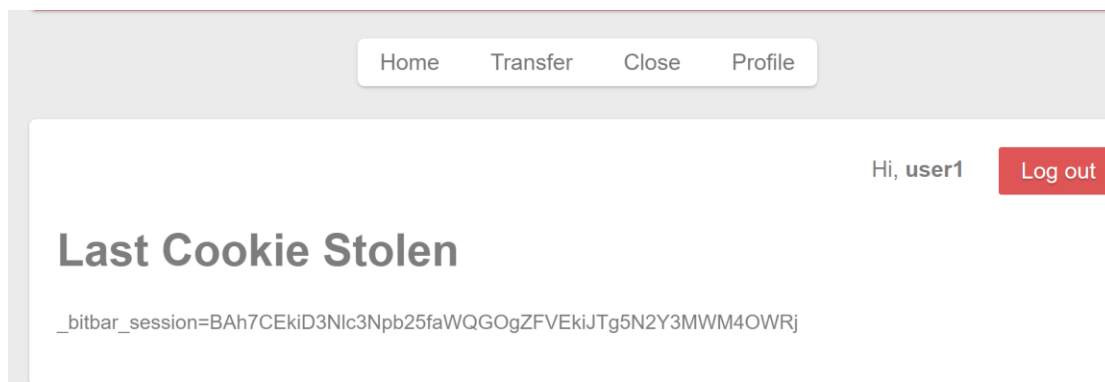 Home Transfer Close Profile
Hi, user1 Log out
Last Cookie Stolen
_bitbar_session=BAh7CEkiD3Nlc3Npb25faWQGOgZFVEkiJTg5N2Y3MWM4OWRj